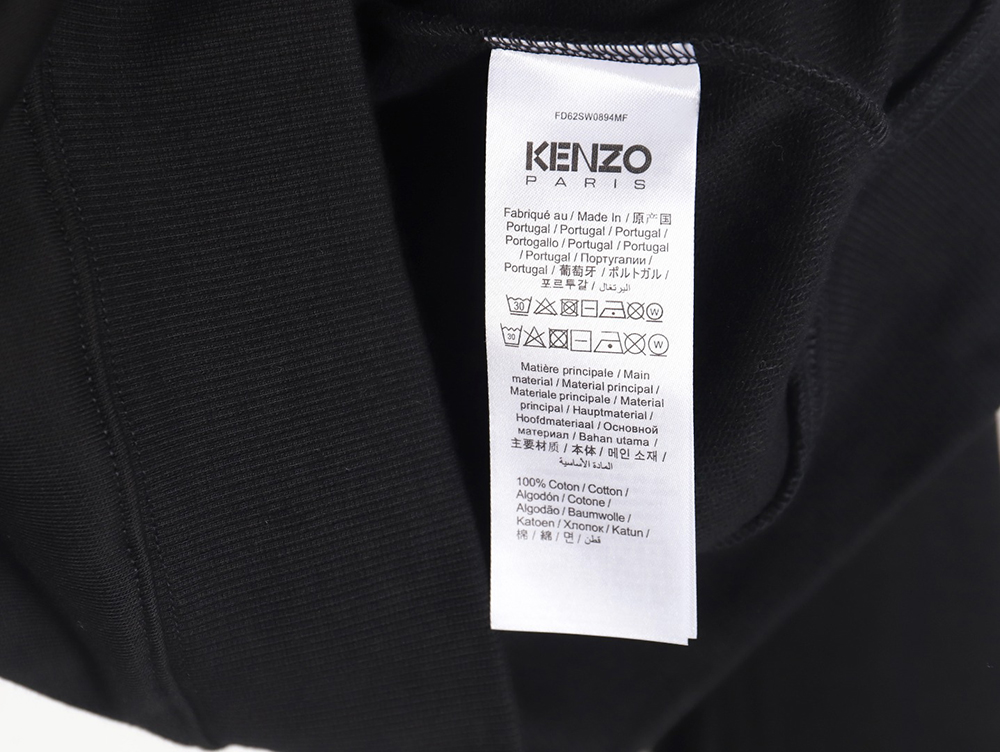 FD62SW0894MF
KENZO
PARIS
Fabriqué au / Made In / 原产国
Portugal / Portugal / Portugal /
Portogallo / Portugal / Portugal
/ Portugal / Португалии /
Portugal / 葡萄牙 / ポルトガル /
포르투갈 / البرتغال
30 W
30 W
Matière principale / Main
material / Material principal /
Materiale principale / Material
principal / Hauptmaterial /
Hoofdmateriaal / Основной
материал / Bahan utama /
主要材质 / 本体 / 메인 소재 /
المادة الأساسية
100% Coton / Cotton /
Algodón / Cotone /
Algodão / Baumwolle /
Katoen / Хлопок / Katun /
棉 / 綿 / 면 / قطن